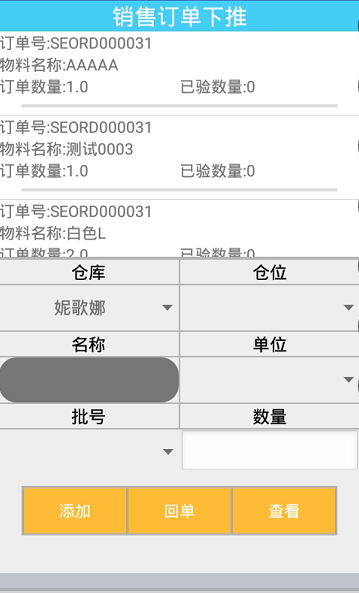 销售订单下推
订单号:SEORD000031
物料名称:AAAAA
订单数量:1.0 已验数量:0
订单号:SEORD000031
物料名称:测试0003
订单数量:1.0 已验数量:0
订单号:SEORD000031
物料名称:白色L
订单数量:2.0 已验数量:0
仓库 仓位
妮歌娜
名称 单位
批号 数量
添加 回单 查看